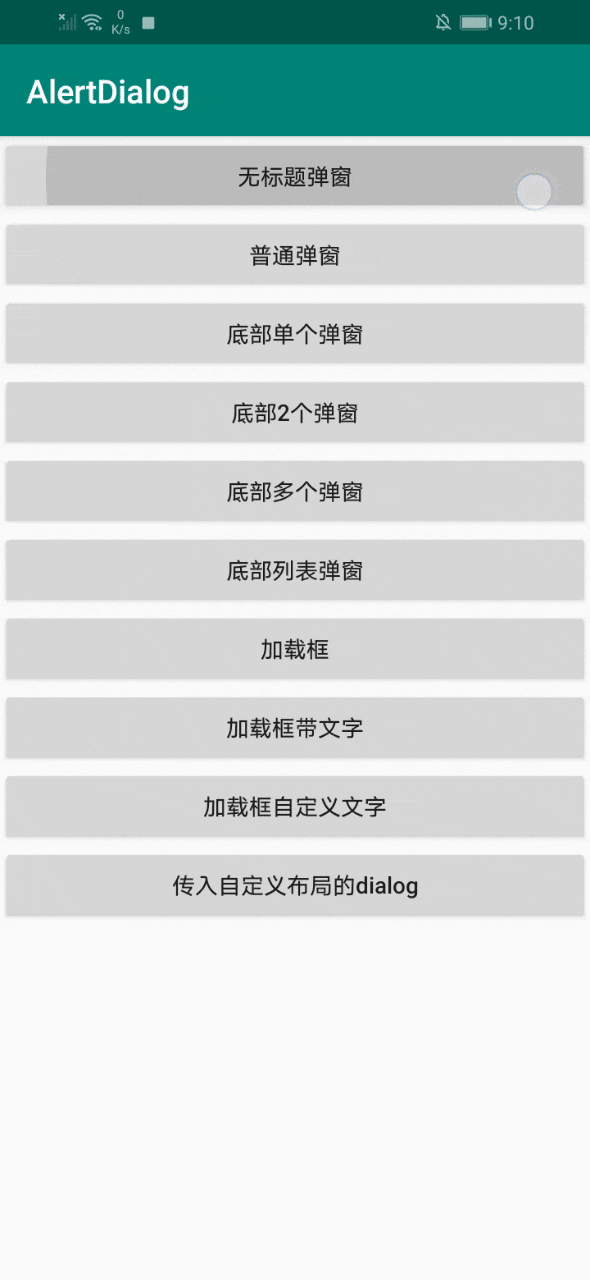 0
K/s
9:10
AlertDialog
无标题弹窗
普通弹窗
底部单个弹窗
底部2个弹窗
底部多个弹窗
底部列表弹窗
加载框
加载框带文字
加载框自定义文字
传入自定义布局的dialog